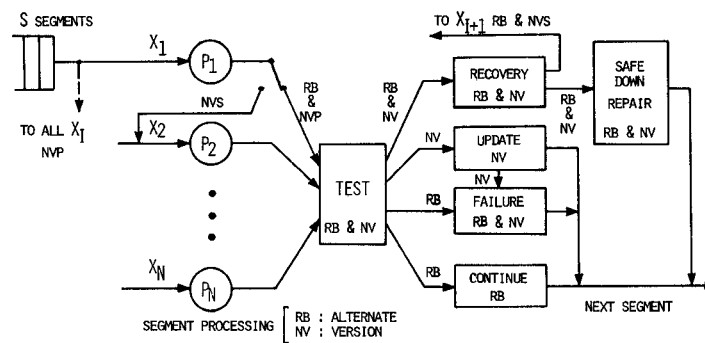 S SEGMENTS
X1
P1
TO ALL XI
NVP
NVS
X2
P2
XN
PN
RB
&
NVP
TEST
RB & NV
RB
&
NV
NV
RB
RB
TO XI+1 RB & NVS
RECOVERY
RB & NV
RB
&
NV
SAFE
DOWN
REPAIR
RB & NV
UPDATE
NV
NV
FAILURE
RB & NV
CONTINUE
RB
NEXT SEGMENT
SEGMENT PROCESSING
RB : ALTERNATE
NV : VERSION